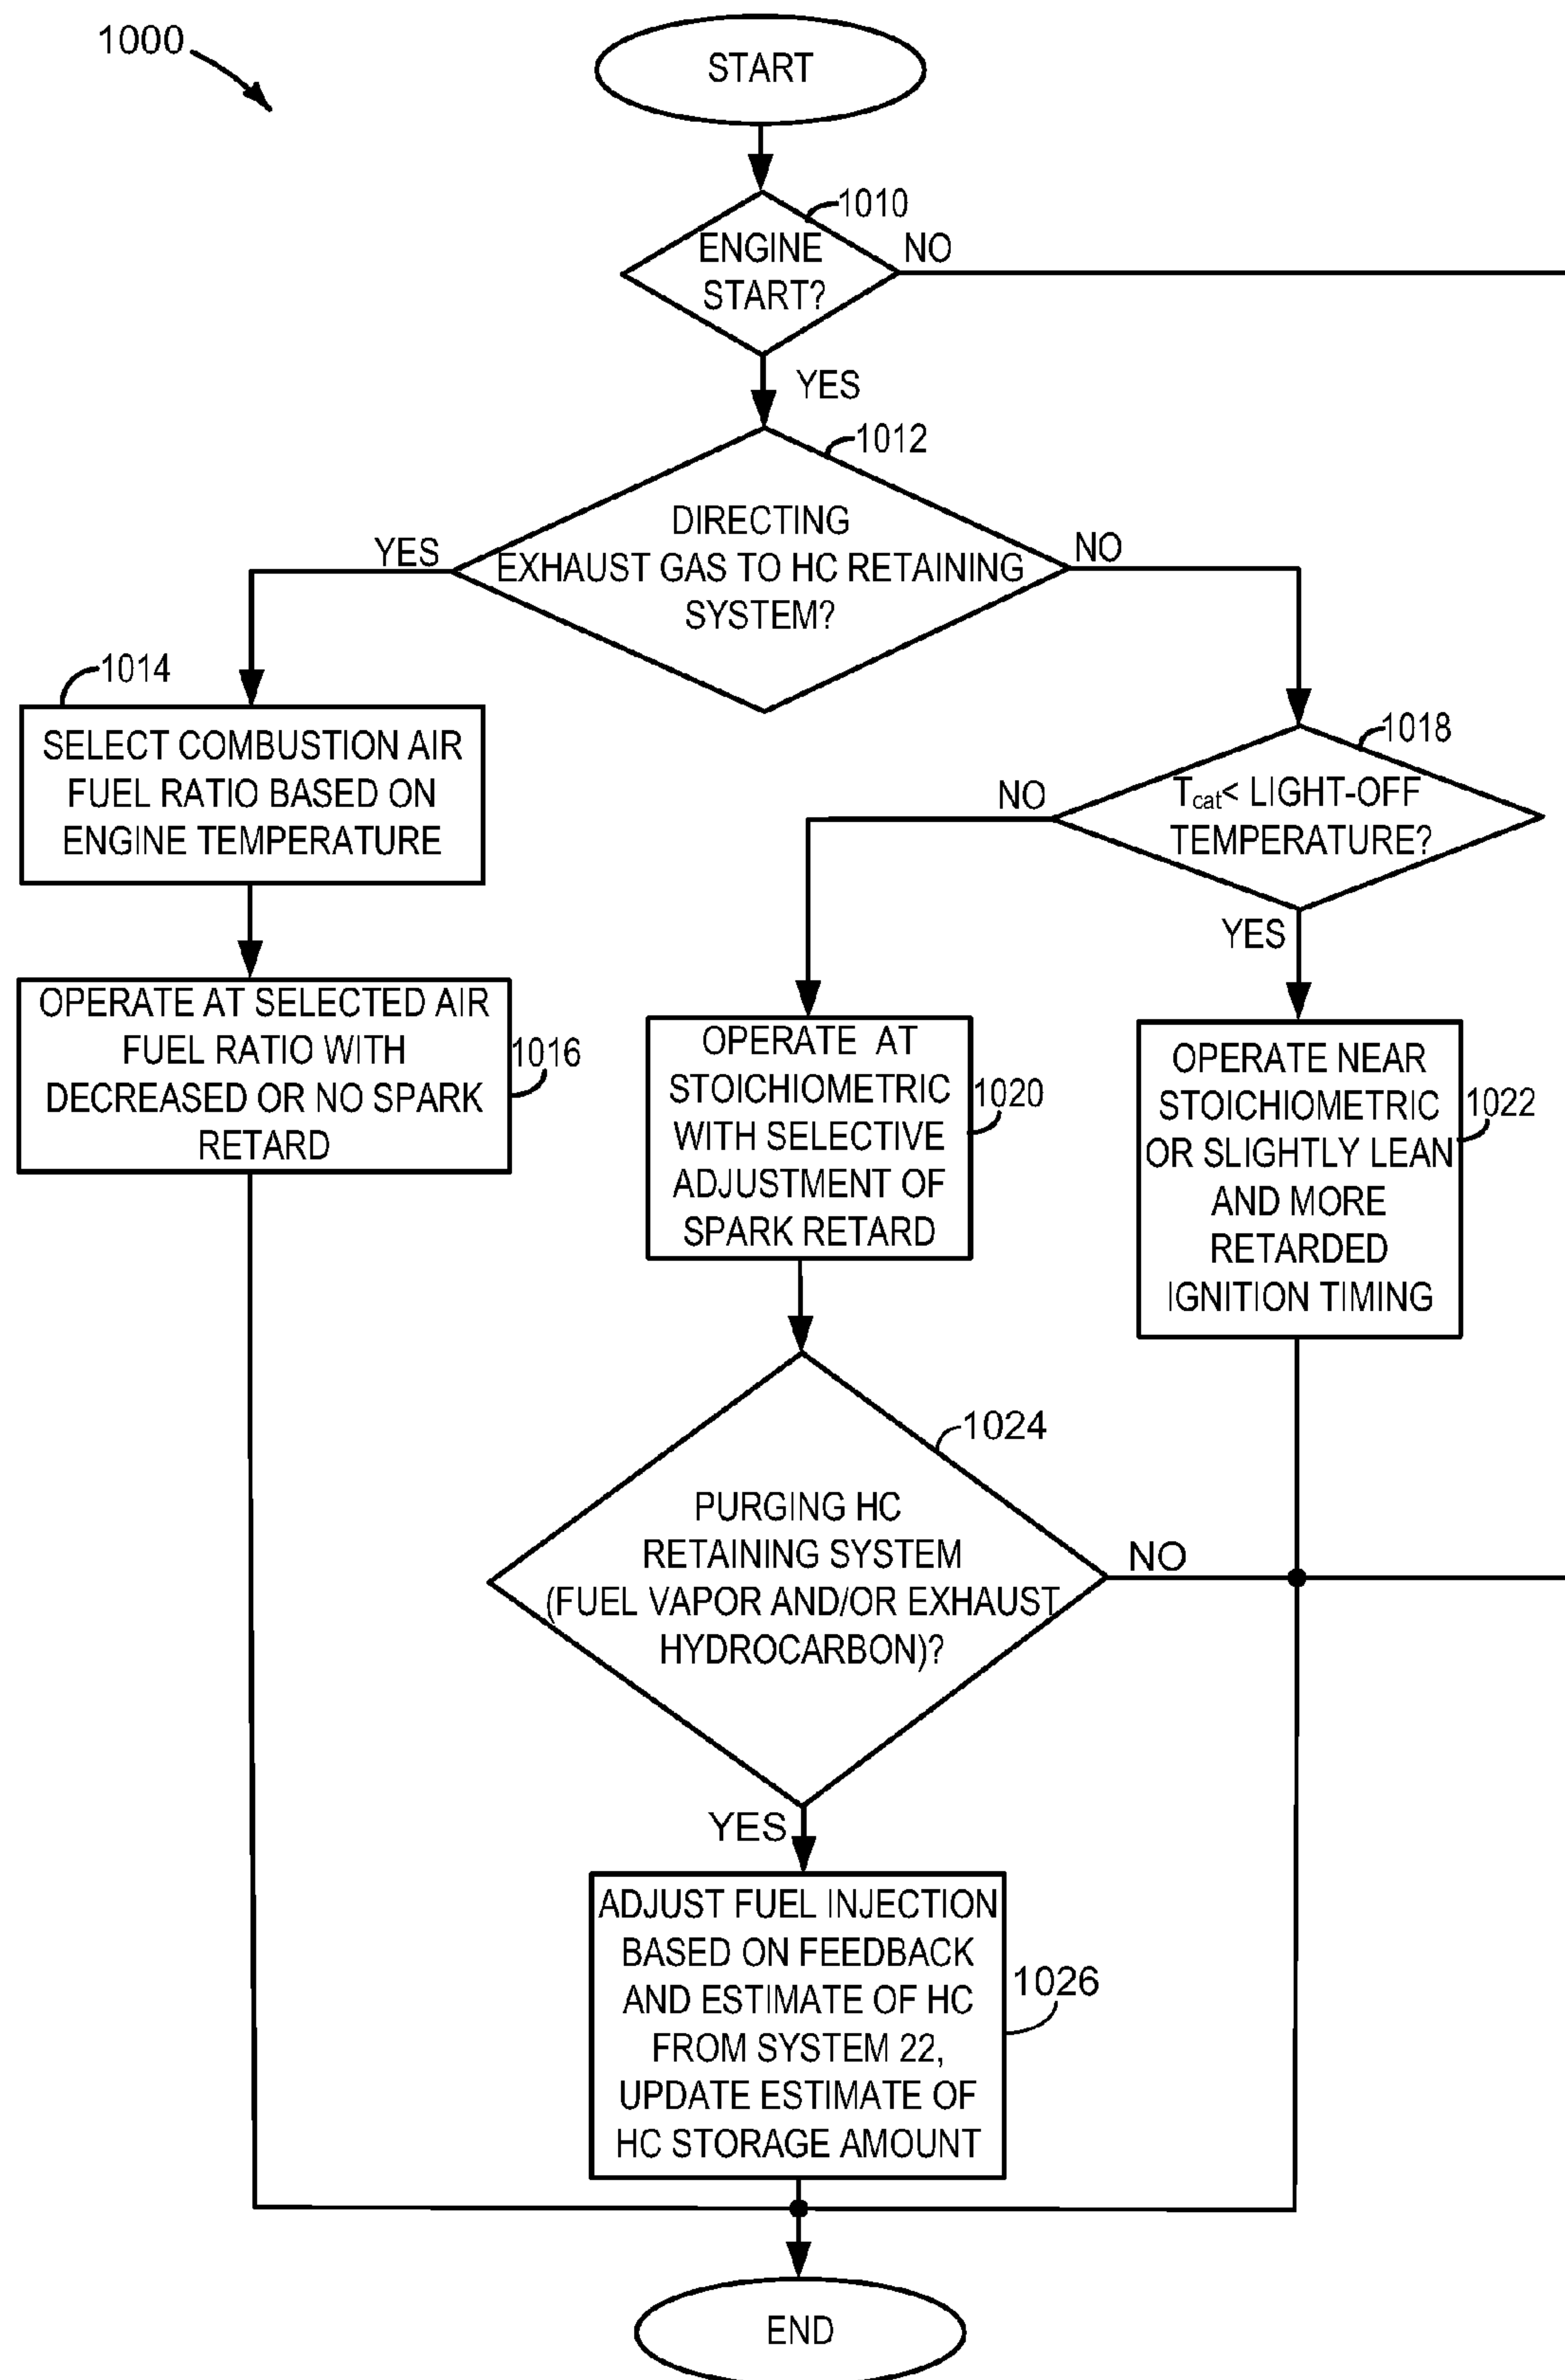 1000
START
1010
ENGINE
START?
NO
YES
1012
DIRECTING
EXHAUST GAS TO HC RETAINING
SYSTEM?
YES
NO
1014
SELECT COMBUSTION AIR
FUEL RATIO BASED ON
ENGINE TEMPERATURE
1018
Tcat< LIGHT-OFF
TEMPERATURE?
NO
YES
OPERATE AT SELECTED AIR
FUEL RATIO WITH
DECREASED OR NO SPARK
RETARD
1016
OPERATE AT
STOICHIOMETRIC
WITH SELECTIVE
ADJUSTMENT OF
SPARK RETARD
1020
OPERATE NEAR
STOICHIOMETRIC
OR SLIGHTLY LEAN
AND MORE
RETARDED
IGNITION TIMING
1022
1024
PURGING HC
RETAINING SYSTEM
(FUEL VAPOR AND/OR EXHAUST
HYDROCARBON)?
NO
YES
ADJUST FUEL INJECTION
BASED ON FEEDBACK
AND ESTIMATE OF HC
FROM SYSTEM 22,
UPDATE ESTIMATE OF
HC STORAGE AMOUNT
1026
END